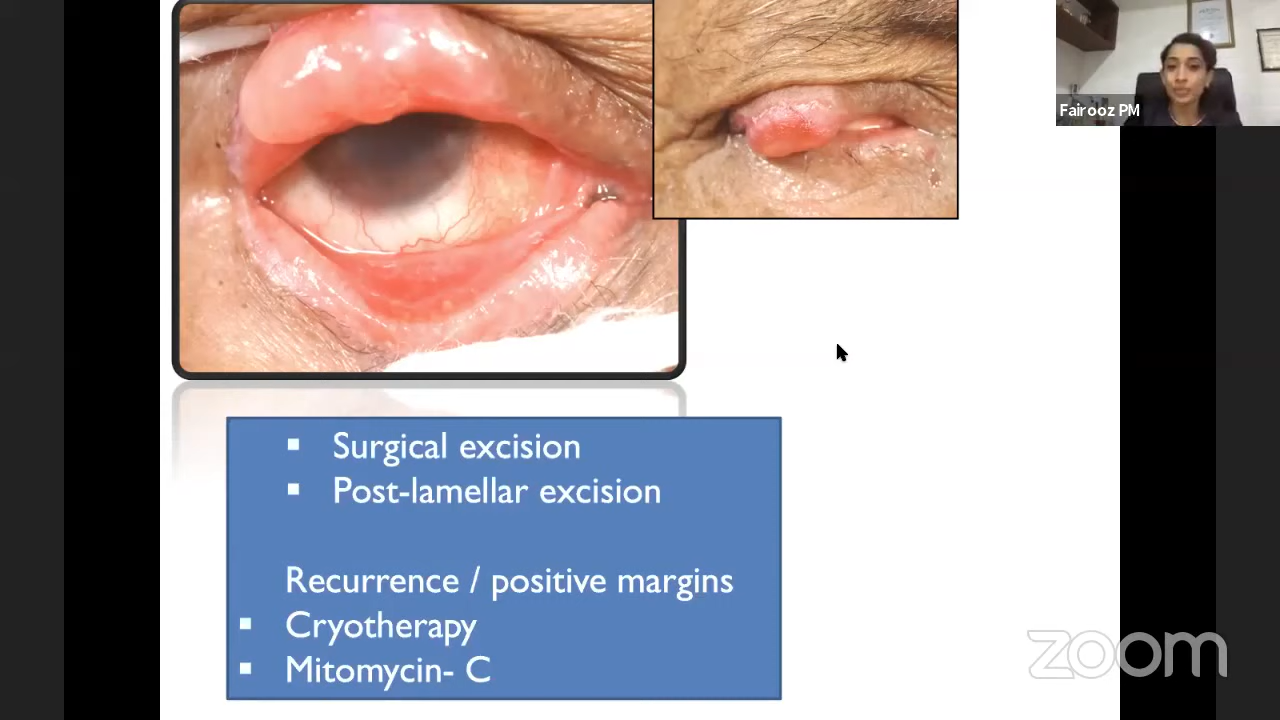 Fairooz PM
Surgical excision
Post-lamellar excision
Recurrence / positive margins
Cryotherapy
Mitomycin- C
zoom